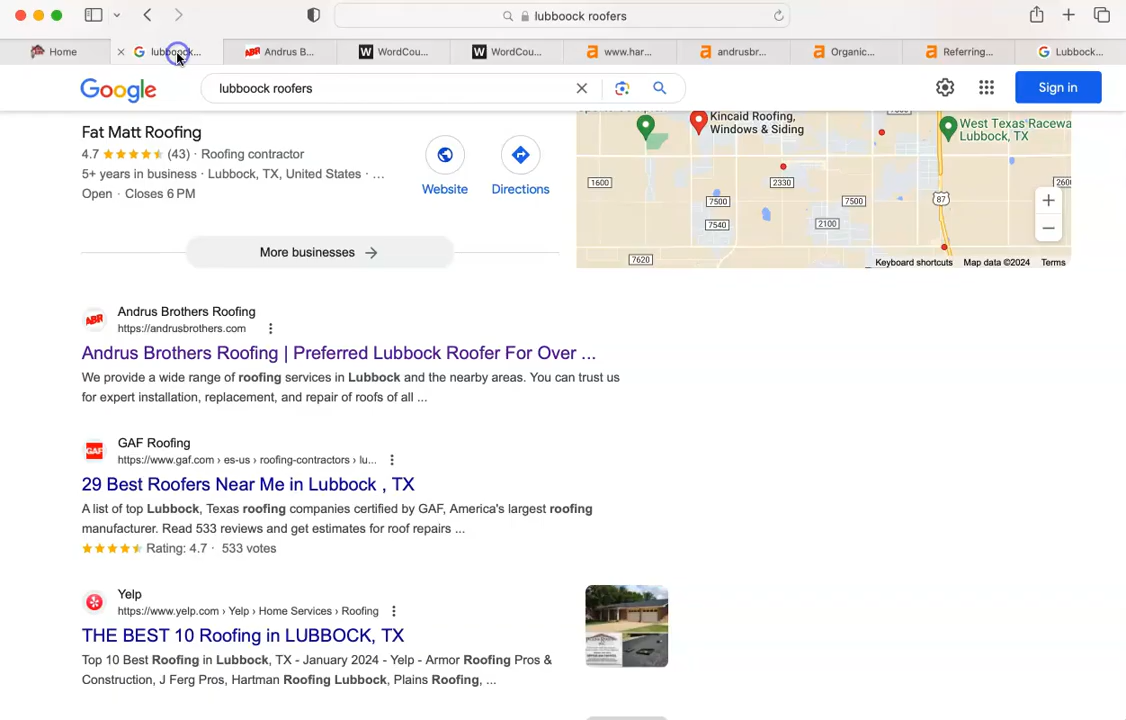 lubboock roofers
Home
lubboock...
ABR Andrus B...
W WordCou...
W WordCou...
a www.har...
a andrusbr...
a Organic...
a Referring...
G Lubbock...
Google
lubboock roofers
Sign in
Fat Matt Roofing
4.7 (43) · Roofing contractor
5+ years in business · Lubbock, TX, United States · ...
Open · Closes 6 PM
Website
Directions
More businesses
Kincaid Roofing,
Windows & Siding
West Texas Racewa
Lubbock, TX
1600
2330
7500
7500
87
7540
2100
7620
Keyboard shortcuts
Map data ©2024
Terms
ABR
Andrus Brothers Roofing
https://andrusbrothers.com
Andrus Brothers Roofing | Preferred Lubbock Roofer For Over ...
We provide a wide range of roofing services in Lubbock and the nearby areas. You can trust us
for expert installation, replacement, and repair of roofs of all ...
GAF
GAF Roofing
https://www.gaf.com › es-us › roofing-contractors › lu...
29 Best Roofers Near Me in Lubbock , TX
A list of top Lubbock, Texas roofing companies certified by GAF, America's largest roofing
manufacturer. Read 533 reviews and get estimates for roof repairs ...
Rating: 4.7 · 533 votes
Yelp
https://www.yelp.com › Yelp › Home Services › Roofing
THE BEST 10 Roofing in LUBBOCK, TX
Top 10 Best Roofing in Lubbock, TX - January 2024 - Yelp - Armor Roofing Pros &
Construction, J Ferg Pros, Hartman Roofing Lubbock, Plains Roofing, ...